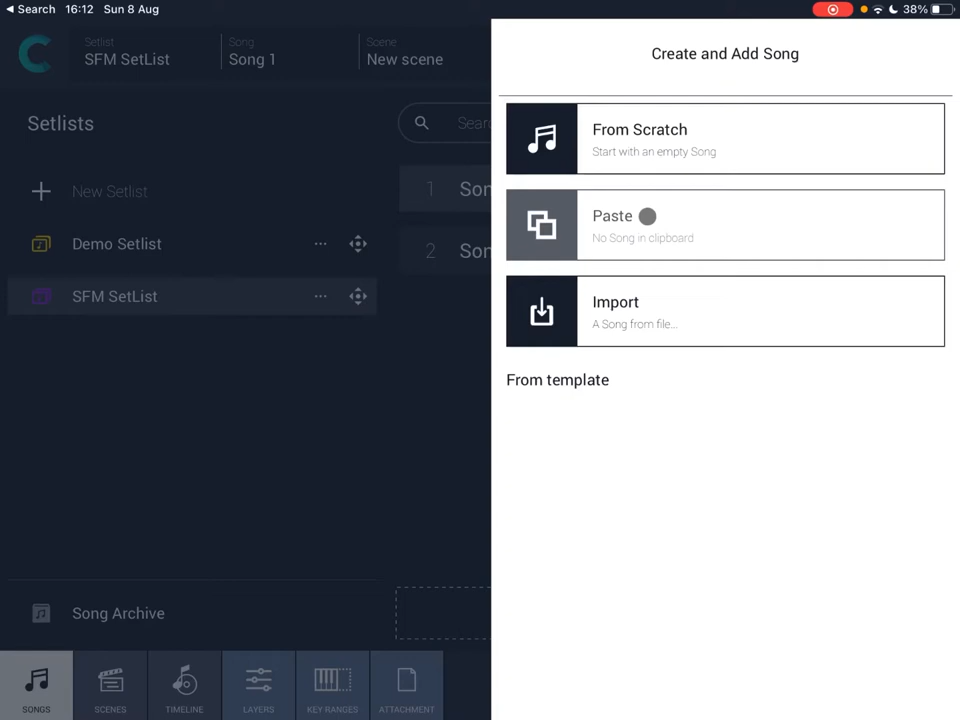 ◀ Search 16:12 Sun 8 Aug 38%
Setlist
SFM SetList
Song
Song 1
Scene
New scene
Setlists
New Setlist
Demo Setlist
SFM SetList
Song Archive
1
2
SONGS
SCENES
TIMELINE
LAYERS
KEY RANGES
ATTACHMENT
Create and Add Song
From Scratch
Start with an empty Song
Paste
No Song in clipboard
Import
A Song from file...
From template